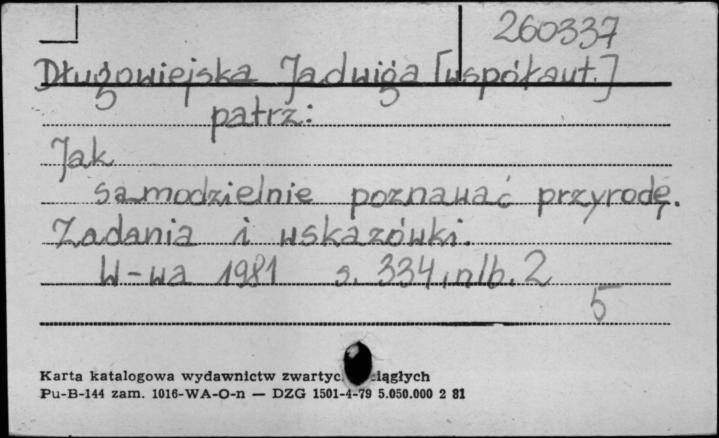 260337
Długowiejska Jadwiga [współaut.]
patrz:
Jak
samodzielnie poznawać przyrodę.
Zadania i wskazówki.
W-wa 1981 s. 334, nlb. 2
5
Karta katalogowa wydawnictw zwartyc ciągłych
Pu-B-144 zam. 1016-WA-O-n — DZG 1501-4-79 5.050.000 2 81